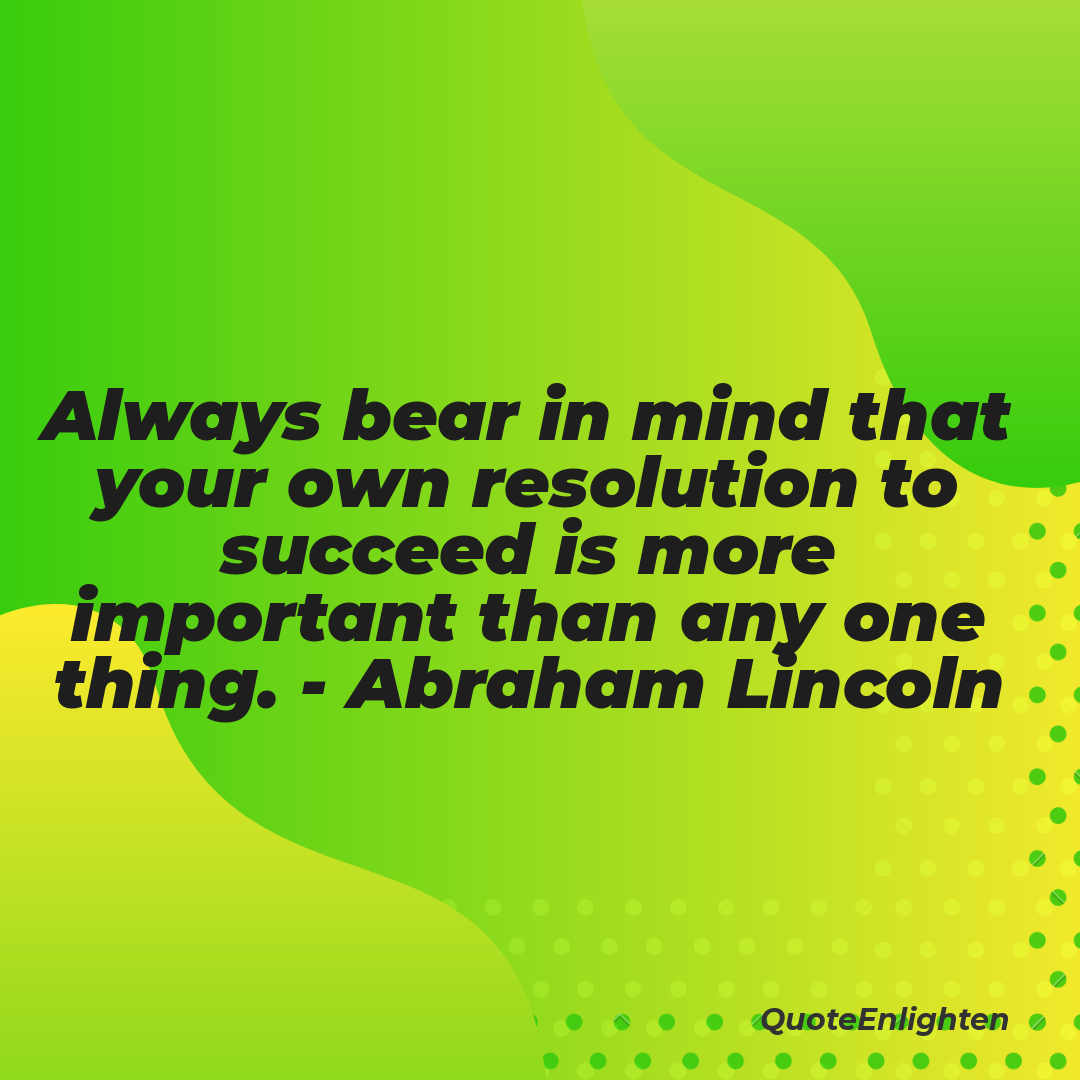 Always bear in mind that
your own resolution to
succeed is more
important than any one
thing. - Abraham Lincoln
QuoteEnlighten